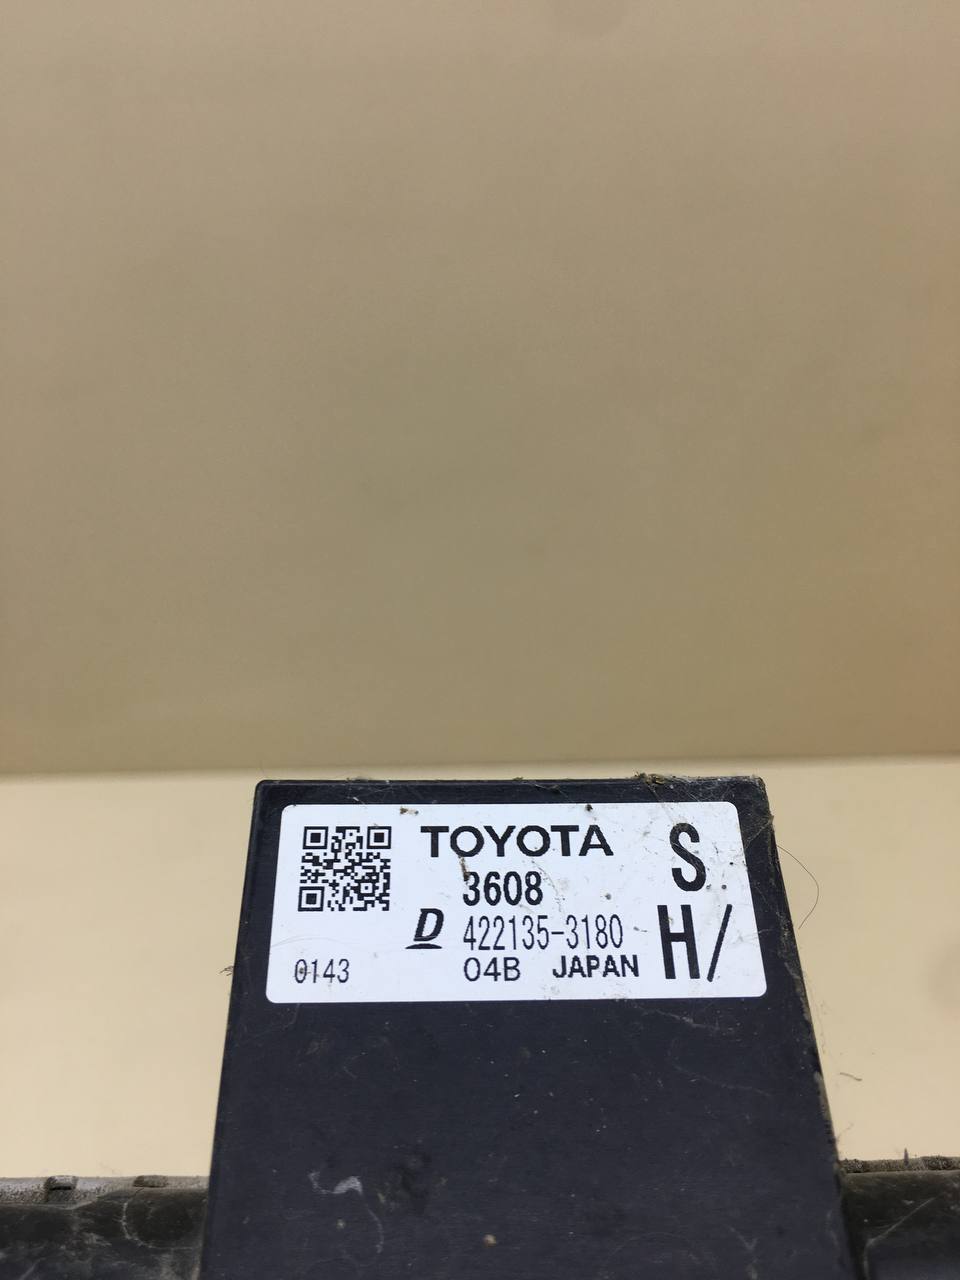 TOYOTA S
3608
D 422135-3180 H/
0143 04B JAPAN